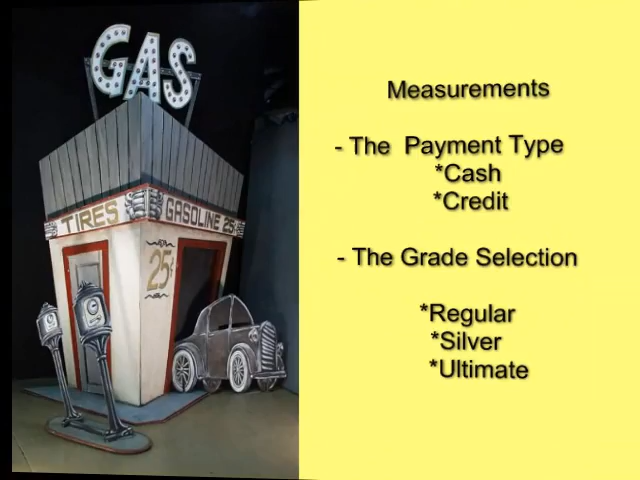 GAS
TIRES
GASOLINE 25¢
25¢
Measurements
- The Payment Type
*Cash
*Credit
- The Grade Selection
*Regular
*Silver
*Ultimate